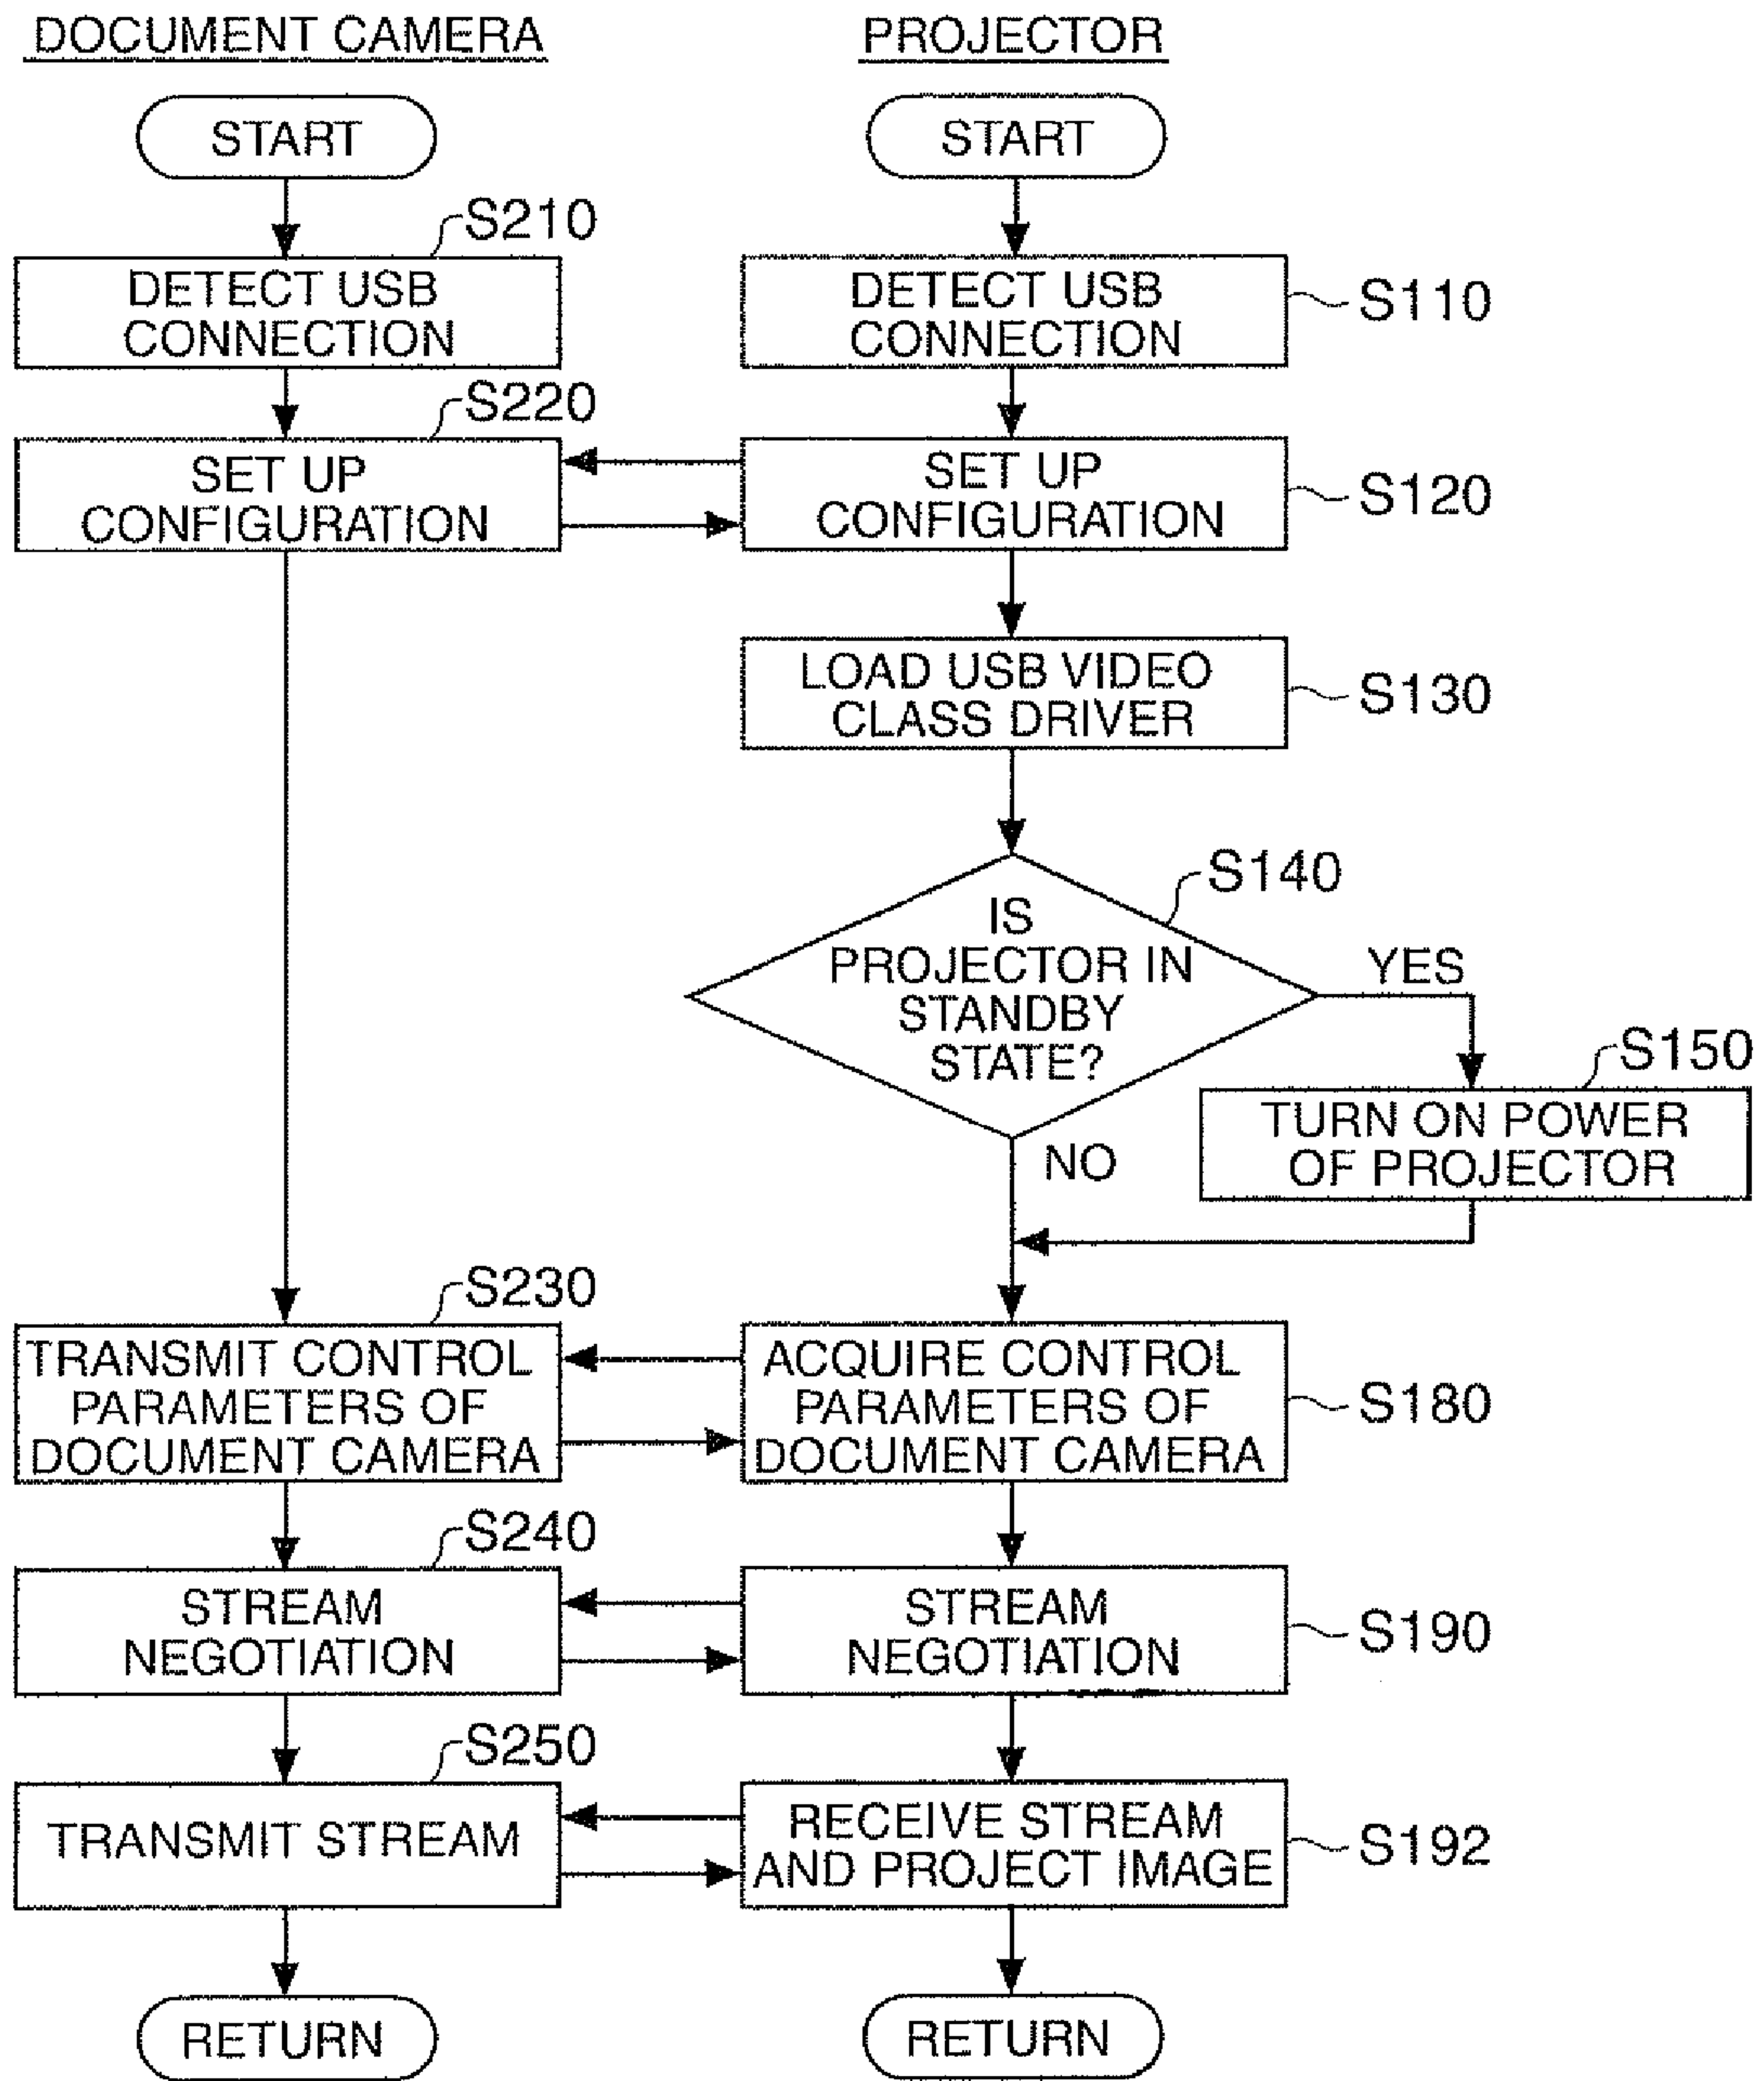 DOCUMENT CAMERA
PROJECTOR
START
START
S210
DETECT USB
CONNECTION
DETECT USB
CONNECTION
S110
S220
SET UP
CONFIGURATION
SET UP
CONFIGURATION
S120
LOAD USB VIDEO
CLASS DRIVER
S130
S140
IS
PROJECTOR IN
STANDBY
STATE?
YES
NO
S150
TURN ON POWER
OF PROJECTOR
S230
TRANSMIT CONTROL
PARAMETERS OF
DOCUMENT CAMERA
ACQUIRE CONTROL
PARAMETERS OF
DOCUMENT CAMERA
S180
S240
STREAM
NEGOTIATION
STREAM
NEGOTIATION
S190
S250
TRANSMIT STREAM
RECEIVE STREAM
AND PROJECT IMAGE
S192
RETURN
RETURN